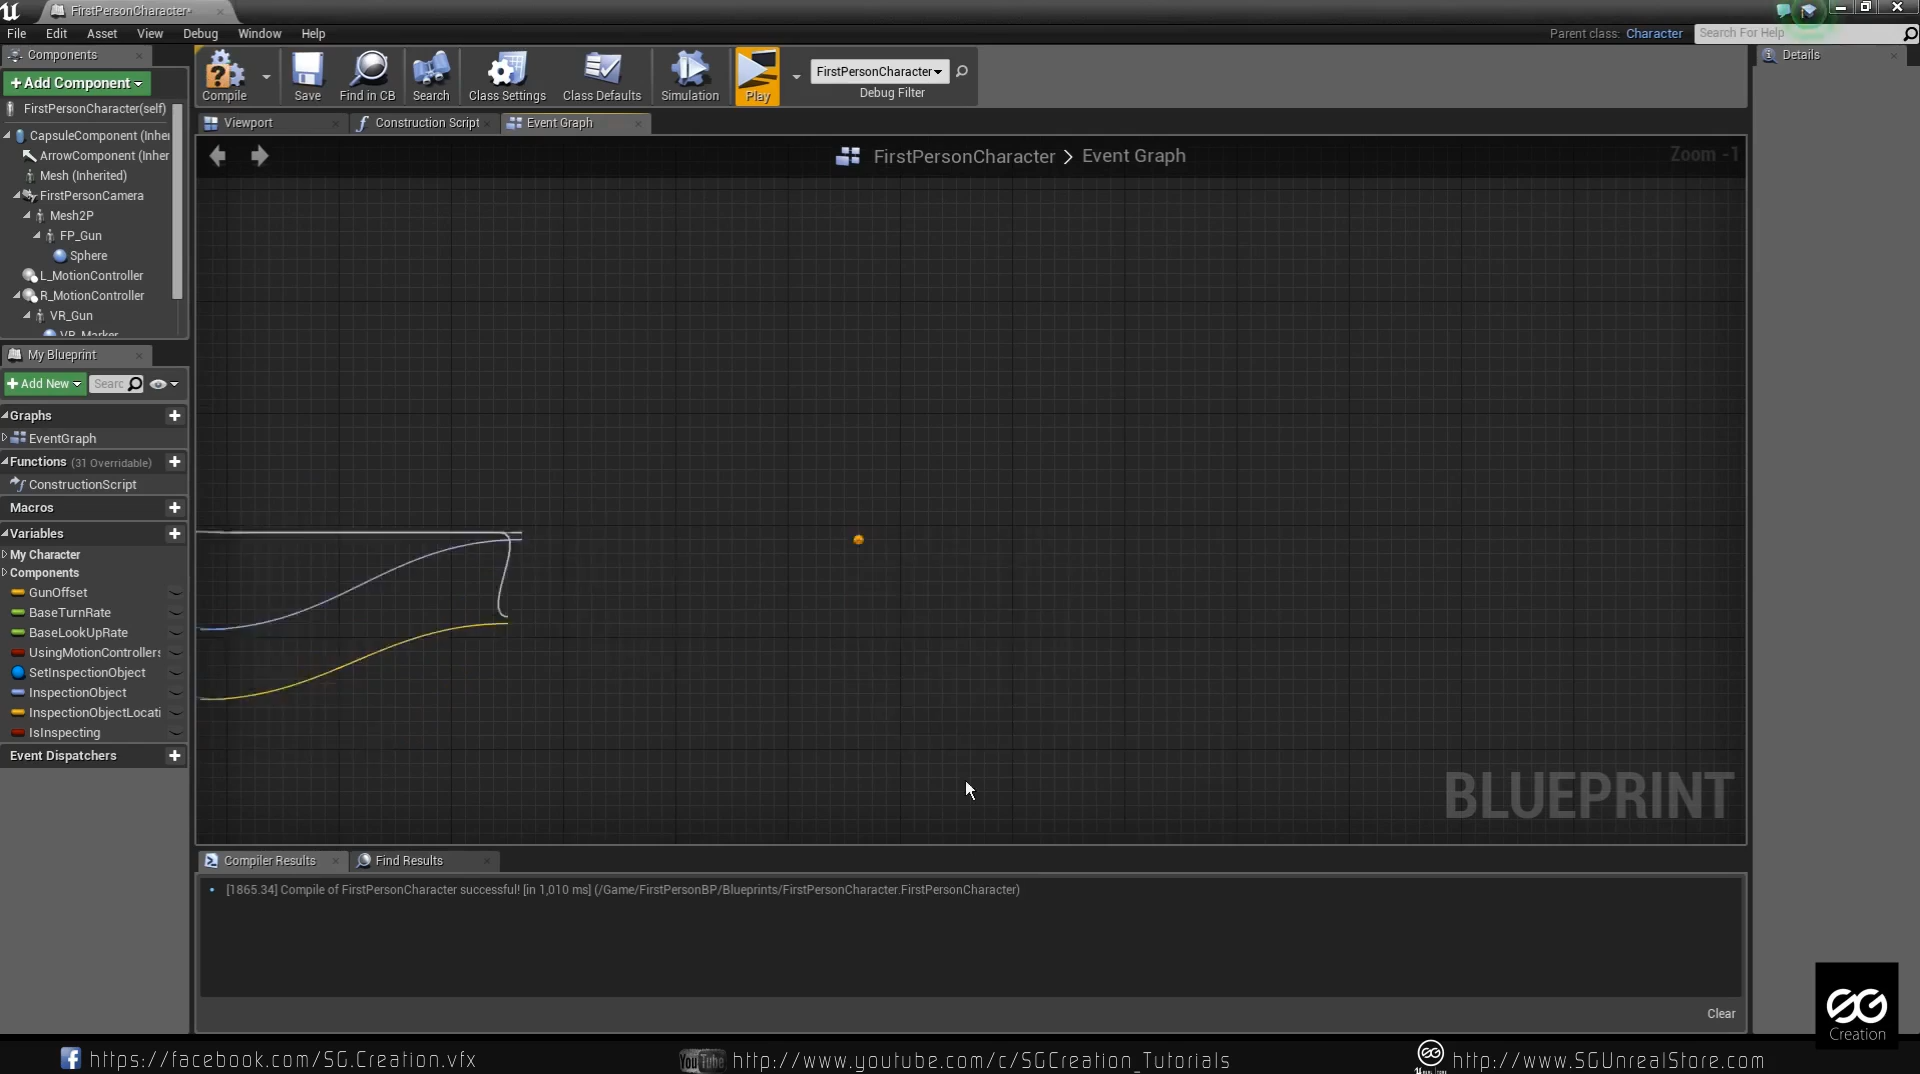 FirstPersonCharacter*
File Edit Asset View Debug Window Help
Parent class: Character
Search For Help
Components
Details
+Add Component
Compile
Save
Find in CB
Search
Class Settings
Class Defaults
Simulation
Play
FirstPersonCharacter
Debug Filter
FirstPersonCharacter(self)
CapsuleComponent (Inher
ArrowComponent (Inher
Mesh (Inherited)
FirstPersonCamera
Mesh2P
FP_Gun
Sphere
L_MotionController
R_MotionController
VR_Gun
VR_Marker
Viewport
Construction Script
Event Graph
FirstPersonCharacter > Event Graph
Zoom -1
My Blueprint
+Add New
Searc
Graphs
EventGraph
Functions (31 Overridable)
ConstructionScript
Macros
Variables
My Character
Components
GunOffset
BaseTurnRate
BaseLookUpRate
UsingMotionControllers
SetInspectionObject
InspectionObject
InspectionObjectLocati
IsInspecting
Event Dispatchers
BLUEPRINT
Compiler Results
Find Results
[1865.34] Compile of FirstPersonCharacter successful! [in 1,010 ms] (/Game/FirstPersonBP/Blueprints/FirstPersonCharacter.FirstPersonCharacter)
Clear
SG
Creation
https://facebook.com/SG.Creation.vfx
YouTube
http://www.youtube.com/c/SGCreation_Tutorials
http://www.SGUnrealStore.com